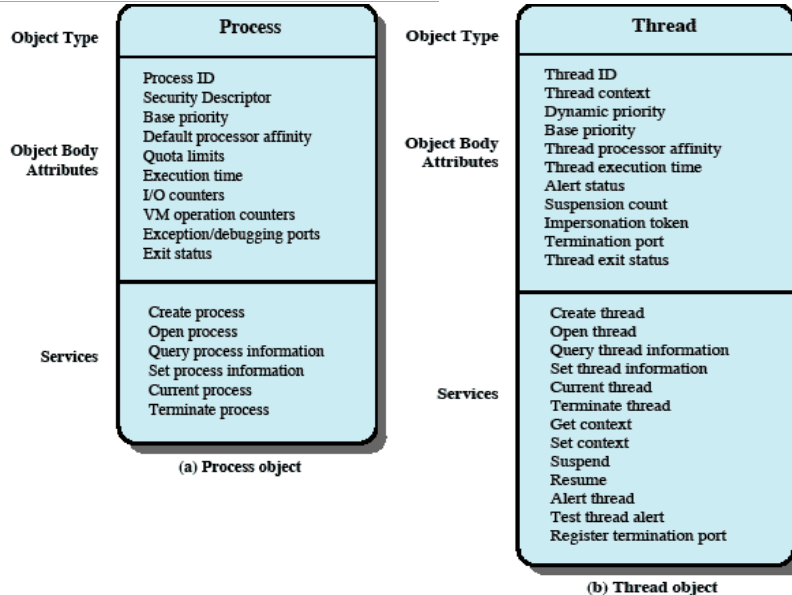 Object Type
Process
Object Body
Attributes
Process ID
Security Descriptor
Base priority
Default processor affinity
Quota limits
Execution time
I/O counters
VM operation counters
Exception/debugging ports
Exit status
Services
Create process
Open process
Query process information
Set process information
Current process
Terminate process
(a) Process object
Object Type
Thread
Object Body
Attributes
Thread ID
Thread context
Dynamic priority
Base priority
Thread processor affinity
Thread execution time
Alert status
Suspension count
Impersonation token
Termination port
Thread exit status
Services
Create thread
Open thread
Query thread information
Set thread information
Current thread
Terminate thread
Get context
Set context
Suspend
Resume
Alert thread
Test thread alert
Register termination port
(b) Thread object